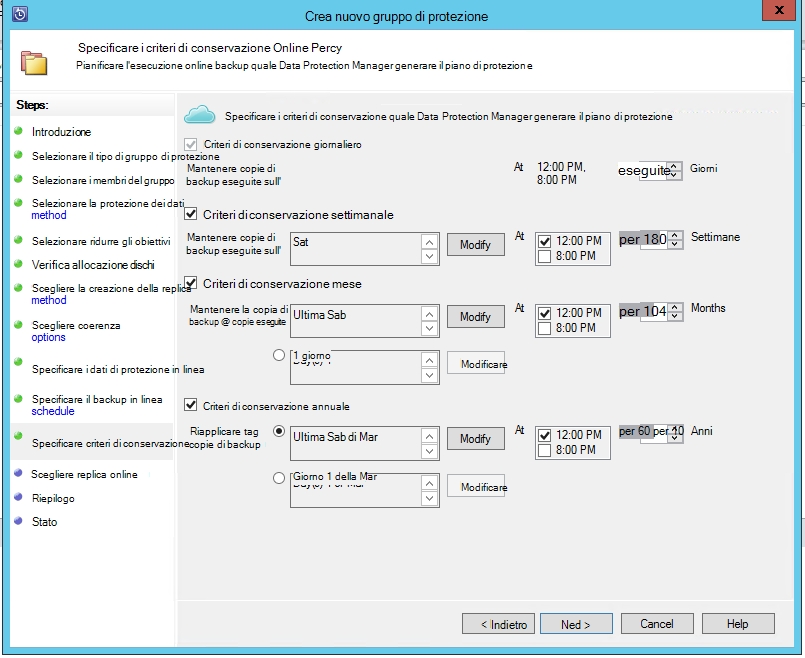 Crea nuovo gruppo di protezione
x
Specificare i criteri di conservazione Online Percy
Pianificare l'esecuzione online backup quale Data Protection Manager generare il piano di protezione
Steps:
Introduzione
Selezionare il tipo di gruppo di protezione
Selezionare i membri del gruppo
Selezionare la protezione dei dati
method
Selezionare ridurre gli obiettivi
Verifica allocazione dischi
Scegliere la creazione della replica
method
Scegliere coerenza
options
Specificare i dati di protezione in linea
Specificare il backup in linea
schedule
Specificare criteri di conservazione
Scegliere replica online
Riepilogo
Stato
Specificare i criteri di conservazione quale Data Protection Manager generare il piano di protezione
Criteri di conservazione giornaliero
Mantenere copie di
backup eseguite sull'
At
12:00 PM,
8:00 PM
eseguite
Giorni
Criteri di conservazione settimanale
Mantenere copie di
backup eseguite sull'
Sat
Modify
At
12:00 PM
8:00 PM
per 180
Settimane
Criteri di conservazione mese
Mantenere la copia di
backup @ copie eseguite
Ultima Sab
Modify
At
12:00 PM
8:00 PM
per 104
Months
1 giorno
Modificare
Criteri di conservazione annuale
Riapplicare tag
copie di backup
Ultima Sab di Mar
Modify
At
12:00 PM
8:00 PM
per 60 per 10
Anni
Giorno 1 della Mar
Modificare
< Indietro
Ned >
Cancel
Help